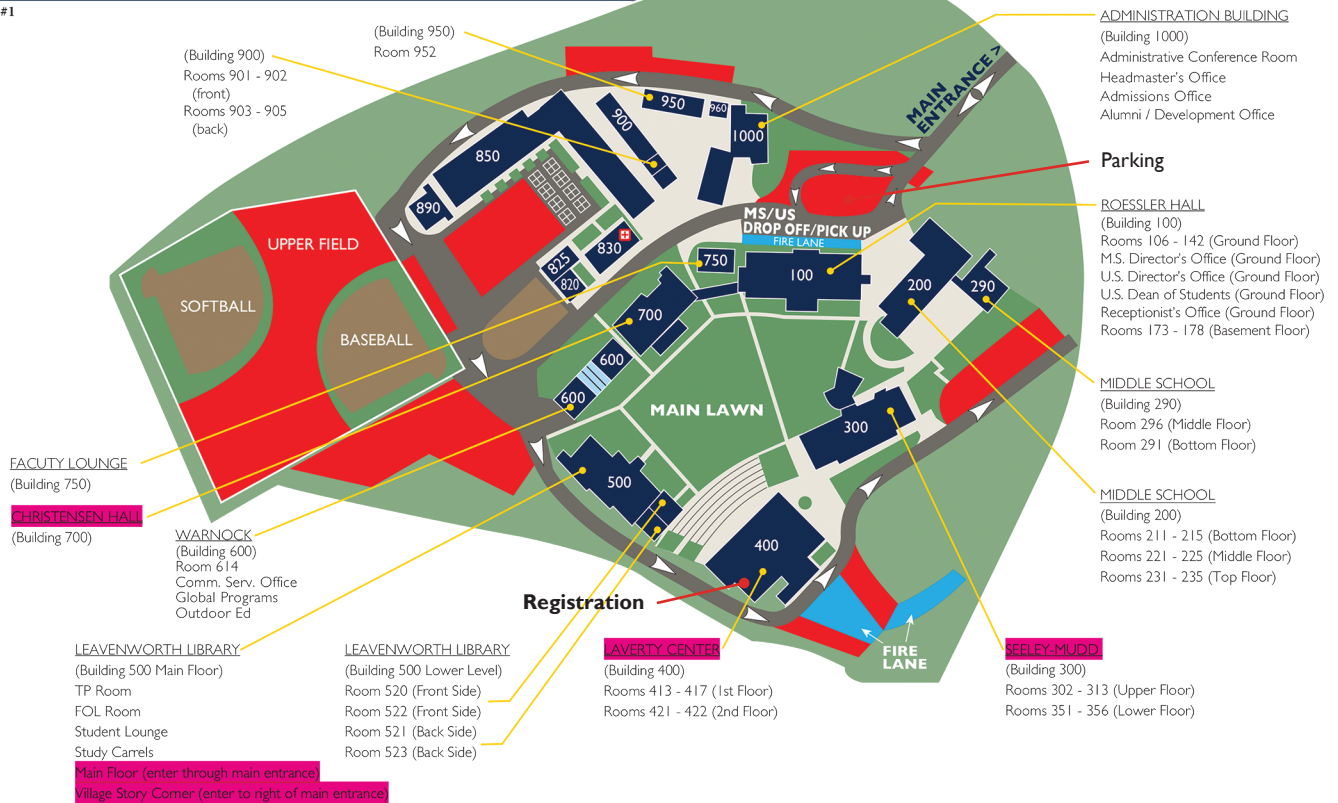 #1
(Building 950)
Room 952
(Building 900)
Rooms 901 - 902
(front)
Rooms 903 - 905
(back)
ADMINISTRATION BUILDING
(Building 1000)
Administrative Conference Room
Headmaster's Office
Admissions Office
Alumni / Development Office
MAIN
ENTRANCE >
950
960
900
1000
850
890
Parking
ROESSLER HALL
(Building 100)
Rooms 106 - 142 (Ground Floor)
M.S. Director's Office (Ground Floor)
U.S. Director's Office (Ground Floor)
U.S. Dean of Students (Ground Floor)
Receptionist's Office (Ground Floor)
Rooms 173 - 178 (Basement Floor)
MS/US
DROP OFF/PICK UP
FIRE LANE
UPPER FIELD
SOFTBALL
BASEBALL
830
825
820
750
100
200
290
700
600
600
MAIN LAWN
300
500
400
MIDDLE SCHOOL
(Building 290)
Room 296 (Middle Floor)
Room 291 (Bottom Floor)
MIDDLE SCHOOL
(Building 200)
Rooms 211 - 215 (Bottom Floor)
Rooms 221 - 225 (Middle Floor)
Rooms 231 - 235 (Top Floor)
FACUTY LOUNGE
(Building 750)
CHRISTENSEN HALL
(Building 700)
WARNOCK
(Building 600)
Room 614
Comm. Serv. Office
Global Programs
Outdoor Ed
Registration
FIRE
LANE
LEAVENWORTH LIBRARY
(Building 500 Main Floor)
TP Room
FOL Room
Student Lounge
Study Carrels
Main Floor (enter through main entrance)
Village Story Corner (enter to right of main entrance)
LEAVENWORTH LIBRARY
(Building 500 Lower Level)
Room 520 (Front Side)
Room 522 (Front Side)
Room 521 (Back Side)
Room 523 (Back Side)
LAVERTY CENTER
(Building 400)
Rooms 413 - 417 (1st Floor)
Rooms 421 - 422 (2nd Floor)
SEELEY-MUDD
(Building 300)
Rooms 302 - 313 (Upper Floor)
Rooms 351 - 356 (Lower Floor)